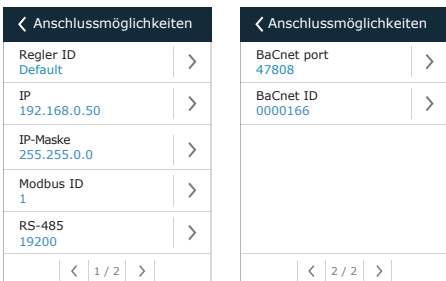 Anschlussmöglichkeiten
Regler ID
Default
IP
192.168.0.50
IP-Maske
255.255.0.0
Modbus ID
1
RS-485
19200
1 / 2
Anschlussmöglichkeiten
BaCnet port
47808
BaCnet ID
0000166
2 / 2